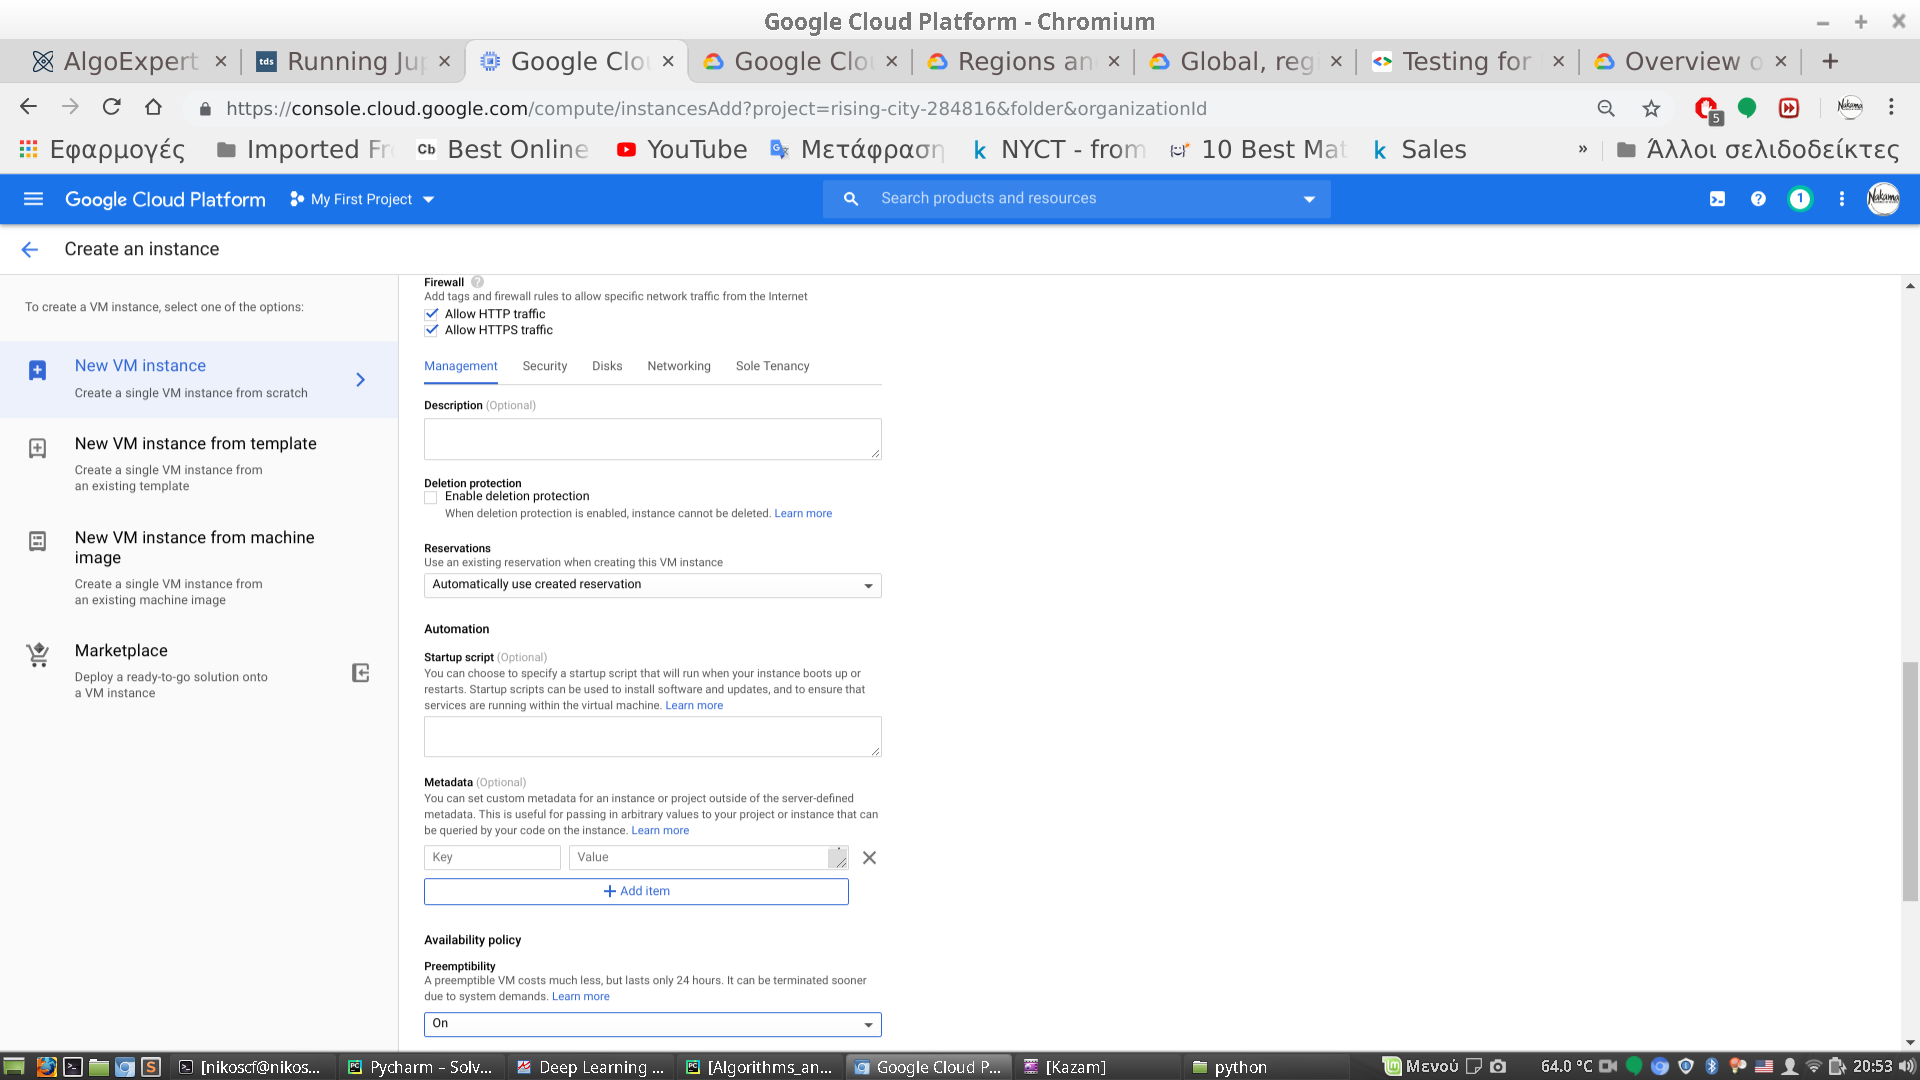 Google Cloud Platform - Chromium
AlgoExpert
tds Running Jup
Google Clou
Google Clou
Regions an
Global, regi
Testing for
Overview o
https://console.cloud.google.com/compute/instancesAdd?project=rising-city-284816&folder&organizationId
5
Εφαρμογές
Imported Fr
Cb Best Online
YouTube
Μετάφραση
k NYCT - from
10 Best Mat
k Sales
»
Άλλοι σελιδοδείκτες
Google Cloud Platform
My First Project
Search products and resources
1
Nakama
Create an instance
To create a VM instance, select one of the options:
New VM instance
Create a single VM instance from scratch
New VM instance from template
Create a single VM instance from
an existing template
New VM instance from machine
image
Create a single VM instance from
an existing machine image
Marketplace
Deploy a ready-to-go solution onto
a VM instance
Firewall
Add tags and firewall rules to allow specific network traffic from the Internet
Allow HTTP traffic
Allow HTTPS traffic
Management Security Disks Networking Sole Tenancy
Description (Optional)
Deletion protection
Enable deletion protection
When deletion protection is enabled, instance cannot be deleted. Learn more
Reservations
Use an existing reservation when creating this VM instance
Automatically use created reservation
Automation
Startup script (Optional)
You can choose to specify a startup script that will run when your instance boots up or
restarts. Startup scripts can be used to install software and updates, and to ensure that
services are running within the virtual machine. Learn more
Metadata (Optional)
You can set custom metadata for an instance or project outside of the server-defined
metadata. This is useful for passing in arbitrary values to your project or instance that can
be queried by your code on the instance. Learn more
Key Value
Add item
Availability policy
Preemptibility
A preemptible VM costs much less, but lasts only 24 hours. It can be terminated sooner
due to system demands. Learn more
On
[nikoscf@nikos...
Pycharm – Solv...
Deep Learning ...
[Algorithms_an...
Google Cloud P...
[Kazam]
python
Μενού
64.0 °C
20:53